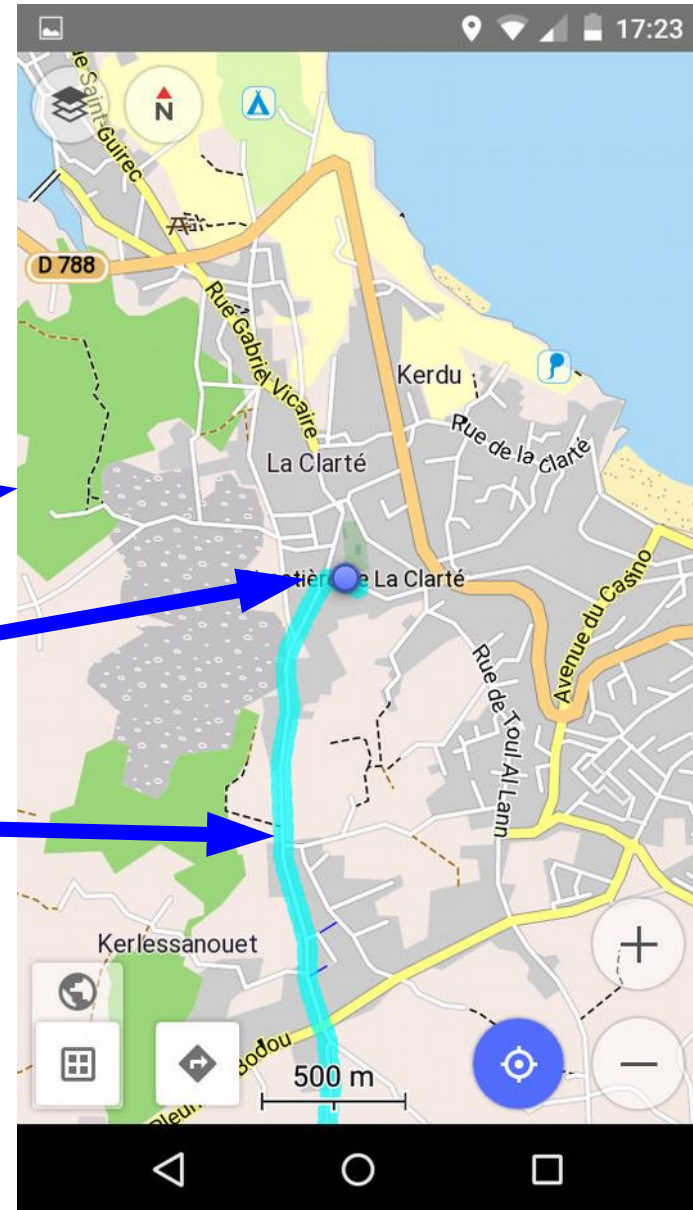 17:23
Saint-Guirec
N
D 788
Rue Gabriel Vicaire
Kerdu
Rue de la Clarté
La Clarté
La Clarté
Avenue du Casino
Rue de Toul Al Lann
Kerlessanouet
Bodou
500 m